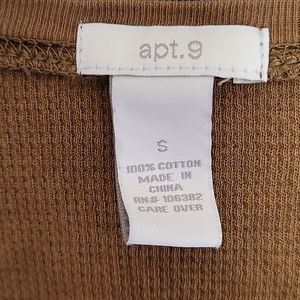 apt.9
S
100% COTTON
MADE IN
CHINA
RN# 106382
CARE OVER